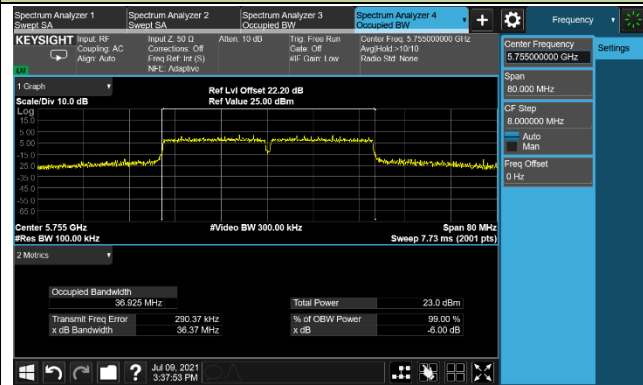 Spectrum Analyzer 1
Swept SA
Spectrum Analyzer 2
Swept SA
Spectrum Analyzer 3
Occupied BW
Spectrum Analyzer 4
Occupied BW
+
Frequency
KEYSIGHT
Input: RF
Coupling: AC
Align: Auto
Input Z: 50 Ω
Corrections: Off
Freq Ref: Int (S)
NFE: Adaptive
Atten: 10 dB
Trig: Free Run
Gate: Off
#IF Gain: Low
Center Freq: 5.755000000 GHz
Avg|Hold:>10/10
Radio Std: None
LXI
Center Frequency
5.755000000 GHz
Settings
Span
80.000 MHz
CF Step
8.000000 MHz
Auto
Man
Freq Offset
0 Hz
1 Graph
Scale/Div 10.0 dB
Ref Lvl Offset 22.20 dB
Ref Value 25.00 dBm
Log
15.0
5.00
-5.00
-15.0
-25.0
-35.0
-45.0
-55.0
-65.0
Center 5.755 GHz
#Video BW 300.00 kHz
Span 80 MHz
#Res BW 100.00 kHz
Sweep 7.73 ms (2001 pts)
2 Metrics
Occupied Bandwidth
36.925 MHz
Total Power 23.0 dBm
Transmit Freq Error 290.37 kHz
% of OBW Power 99.00 %
x dB Bandwidth 36.37 MHz
x dB -6.00 dB
?
Jul 09, 2021
3:37:53 PM